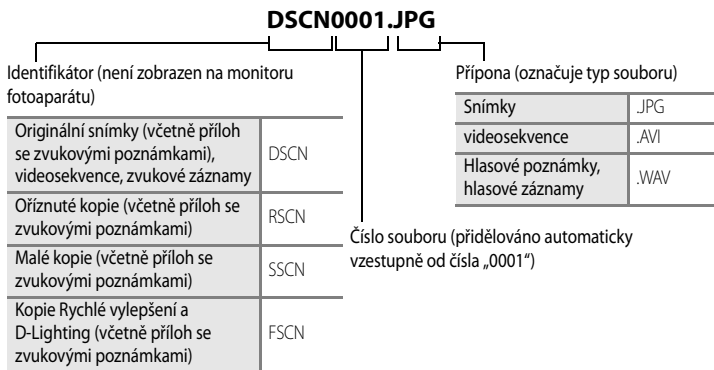 DSCN0001.JPG
Identifikátor (není zobrazen na monitoru
fotoaparátu)
Originální snímky (včetně příloh
se zvukovými poznámkami),
videosekvence, zvukové záznamy
DSCN
Oříznuté kopie (včetně příloh se
zvukovými poznámkami)
RSCN
Malé kopie (včetně příloh se
zvukovými poznámkami)
SSCN
Kopie Rychlé vylepšení a
D-Lighting (včetně příloh se
zvukovými poznámkami)
FSCN
Přípona (označuje typ souboru)
Snímky
.JPG
videosekvence
.AVI
Hlasové poznámky,
hlasové záznamy
.WAV
Číslo souboru (přidělováno automaticky
vzestupně od čísla „0001“)